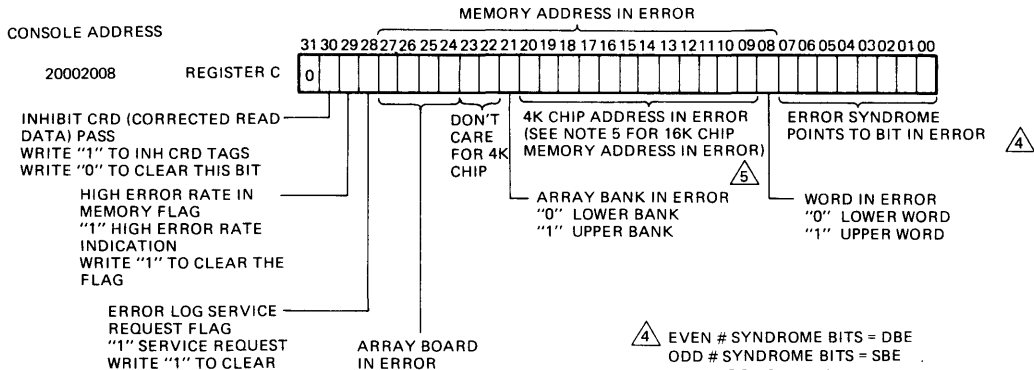 MEMORY ADDRESS IN ERROR
CONSOLE ADDRESS
31 30 29 28 27 26 25 24 23 22 21 20 19 18 17 16 15 14 13 12 11 10 09 08 07 06 05 04 03 02 01 00
20002008 REGISTER C
0
INHIBIT CRD (CORRECTED READ
DATA) PASS
WRITE "1" TO INH CRD TAGS
WRITE "0" TO CLEAR THIS BIT
DON'T
CARE
FOR 4K
CHIP
4K CHIP ADDRESS IN ERROR
(SEE NOTE 5 FOR 16K CHIP
MEMORY ADDRESS IN ERROR)
5
ERROR SYNDROME
POINTS TO BIT IN ERROR
4
HIGH ERROR RATE IN
MEMORY FLAG
"1" HIGH ERROR RATE
INDICATION
WRITE "1" TO CLEAR THE
FLAG
ARRAY BANK IN ERROR
"0" LOWER BANK
"1" UPPER BANK
WORD IN ERROR
"0" LOWER WORD
"1" UPPER WORD
ERROR LOG SERVICE
REQUEST FLAG
"1" SERVICE REQUEST
WRITE "1" TO CLEAR
ARRAY BOARD
IN ERROR
4 EVEN # SYNDROME BITS = DBE
ODD # SYNDROME BITS = SBE